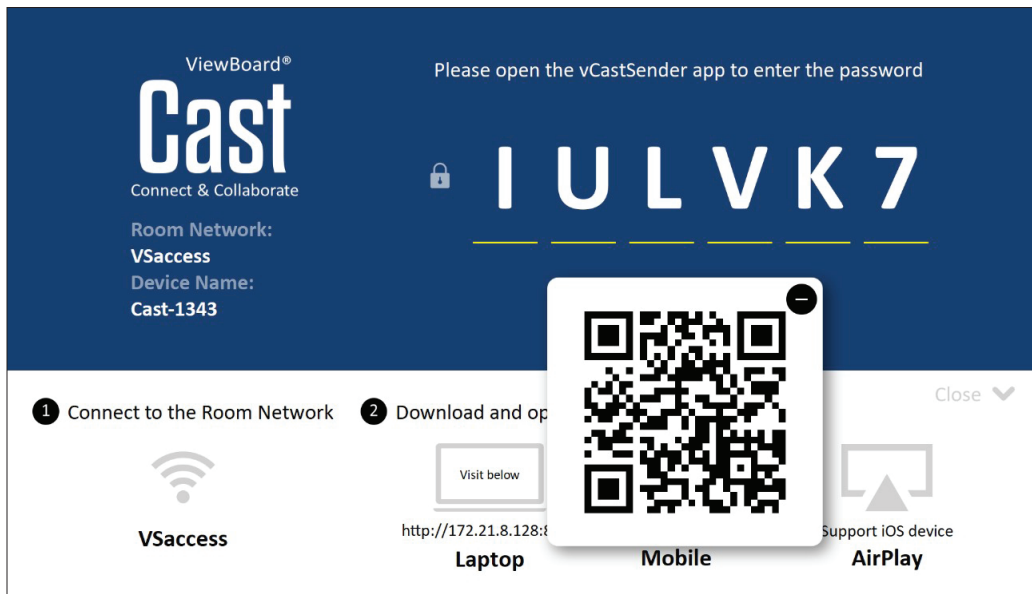 ViewBoard®
Cast
Connect & Collaborate
Room Network:
VSaccess
Device Name:
Cast-1343
Please open the vCastSender app to enter the password
I U L V K 7
Close
1 Connect to the Room Network
2 Download and op
Visit below
VSaccess
http://172.21.8.128:8
Laptop
Mobile
Support iOS device
AirPlay